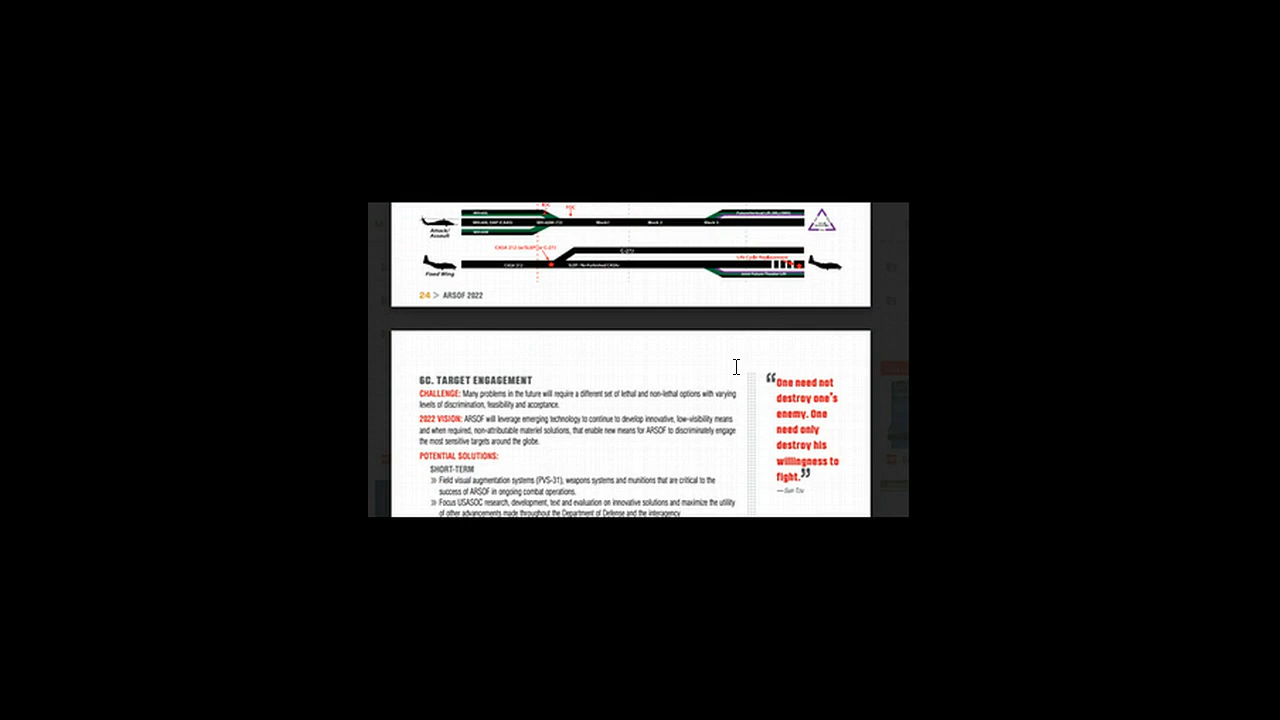 Attack/
Assault
Fixed Wing
Block 2
Block 3
24 > ARSOF 2022
6C. TARGET ENGAGEMENT
CHALLENGE: Many problems in the future will require a different set of lethal and non-lethal options with varying
levels of discrimination, feasibility and acceptance.
2022 VISION: ARSOF will leverage emerging technology to continue to develop innovative, low-visibility means
and when required, non-attributable materiel solutions, that enable new means for ARSOF to discriminately engage
the most sensitive targets around the globe.
POTENTIAL SOLUTIONS:
SHORT-TERM
» Field visual augmentation systems (PVS-31), weapons systems and munitions that are critical to the
success of ARSOF in ongoing combat operations.
» Focus USASOC research, development, text and evaluation on innovative solutions and maximize the utility
of other advancements made throughout the Department of Defense and the interagency
“One need not
destroy one's
enemy. One
need only
destroy his
willingness to
fight.”
— Sun Tzu